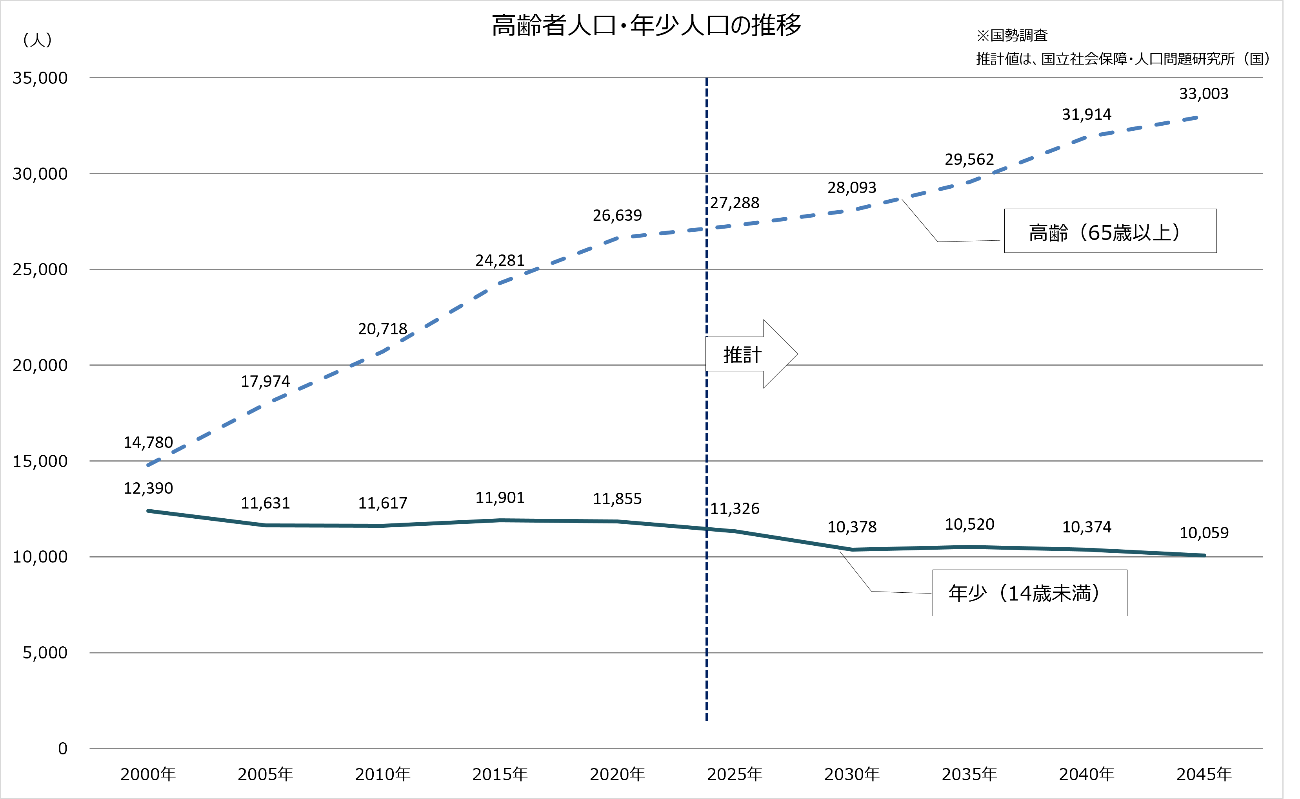 高齢者人口・年少人口の推移
（人）
※国勢調査
推計値は、国立社会保障・人口問題研究所（国）
35,000
30,000
25,000
20,000
15,000
10,000
5,000
0
14,780
17,974
20,718
24,281
26,639
27,288
28,093
29,562
31,914
33,003
高齢（65歳以上）
推計
12,390
11,631
11,617
11,901
11,855
11,326
10,378
10,520
10,374
10,059
年少（14歳未満）
2000年
2005年
2010年
2015年
2020年
2025年
2030年
2035年
2040年
2045年